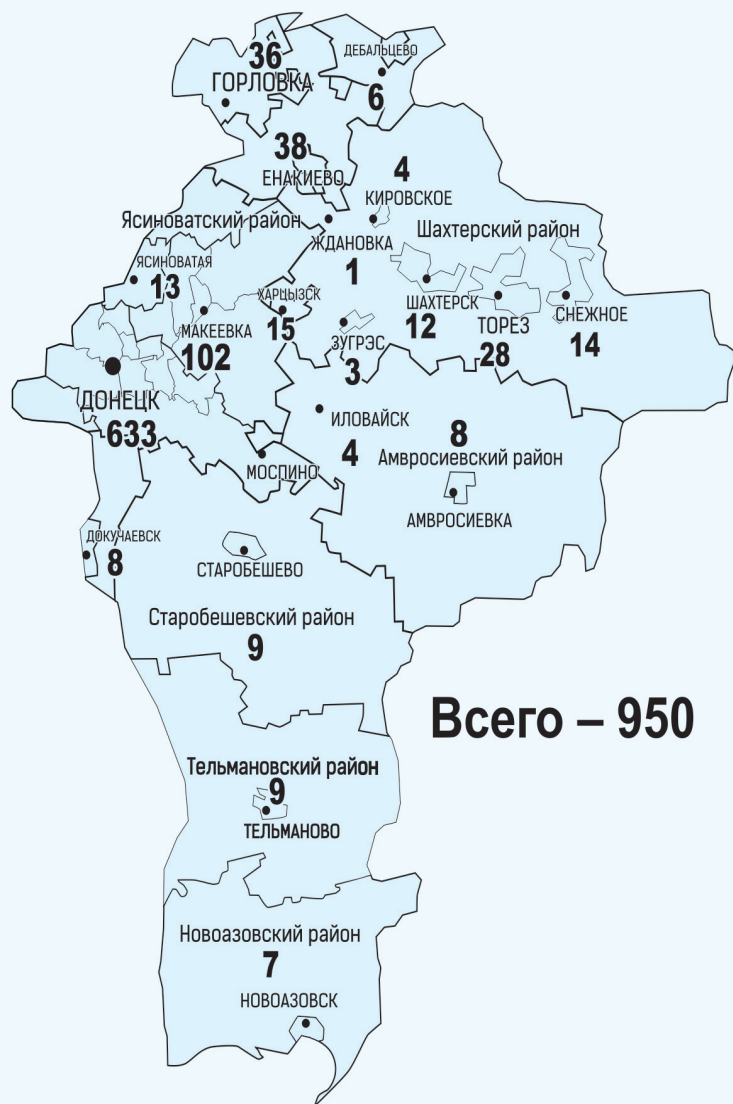 36
ГОРЛОВКА
ДЕБАЛЬЦЕВО
6
38
ЕНАКИЕВО
4
КИРОВСКОЕ
Ясиноватский район
ЖДАНОВКА
1
Шахтерский район
ЯСИНОВАТАЯ
13
ХАРЦЫЗСК
15
МАКЕЕВКА
102
ШАХТЕРСК
12
ТОРЕЗ
28
СНЕЖНОЕ
14
ЗУГРЭС
3
ДОНЕЦК
633
ИЛОВАЙСК
4
8
Амвросиевский район
МОСПИНО
АМВРОСИЕВКА
ДОКУЧАЕВСК
8
СТАРОБЕШЕВО
Старобешевский район
9
Всего – 950
Тельмановский район
9
ТЕЛЬМАНОВО
Новоазовский район
7
НОВОАЗОВСК